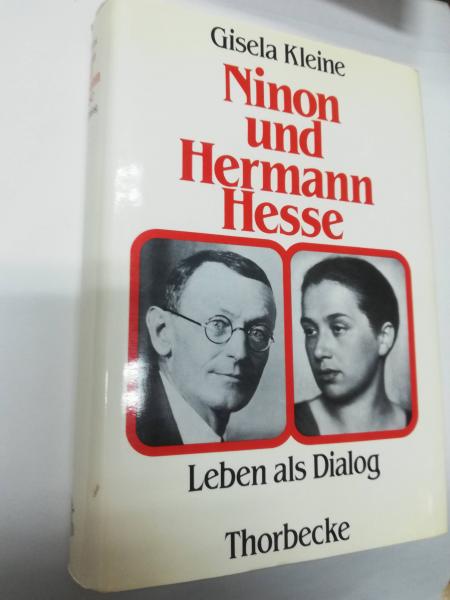 Gisela Kleine
Ninon
und
Hermann
Hesse
Leben als Dialog
Thorbecke